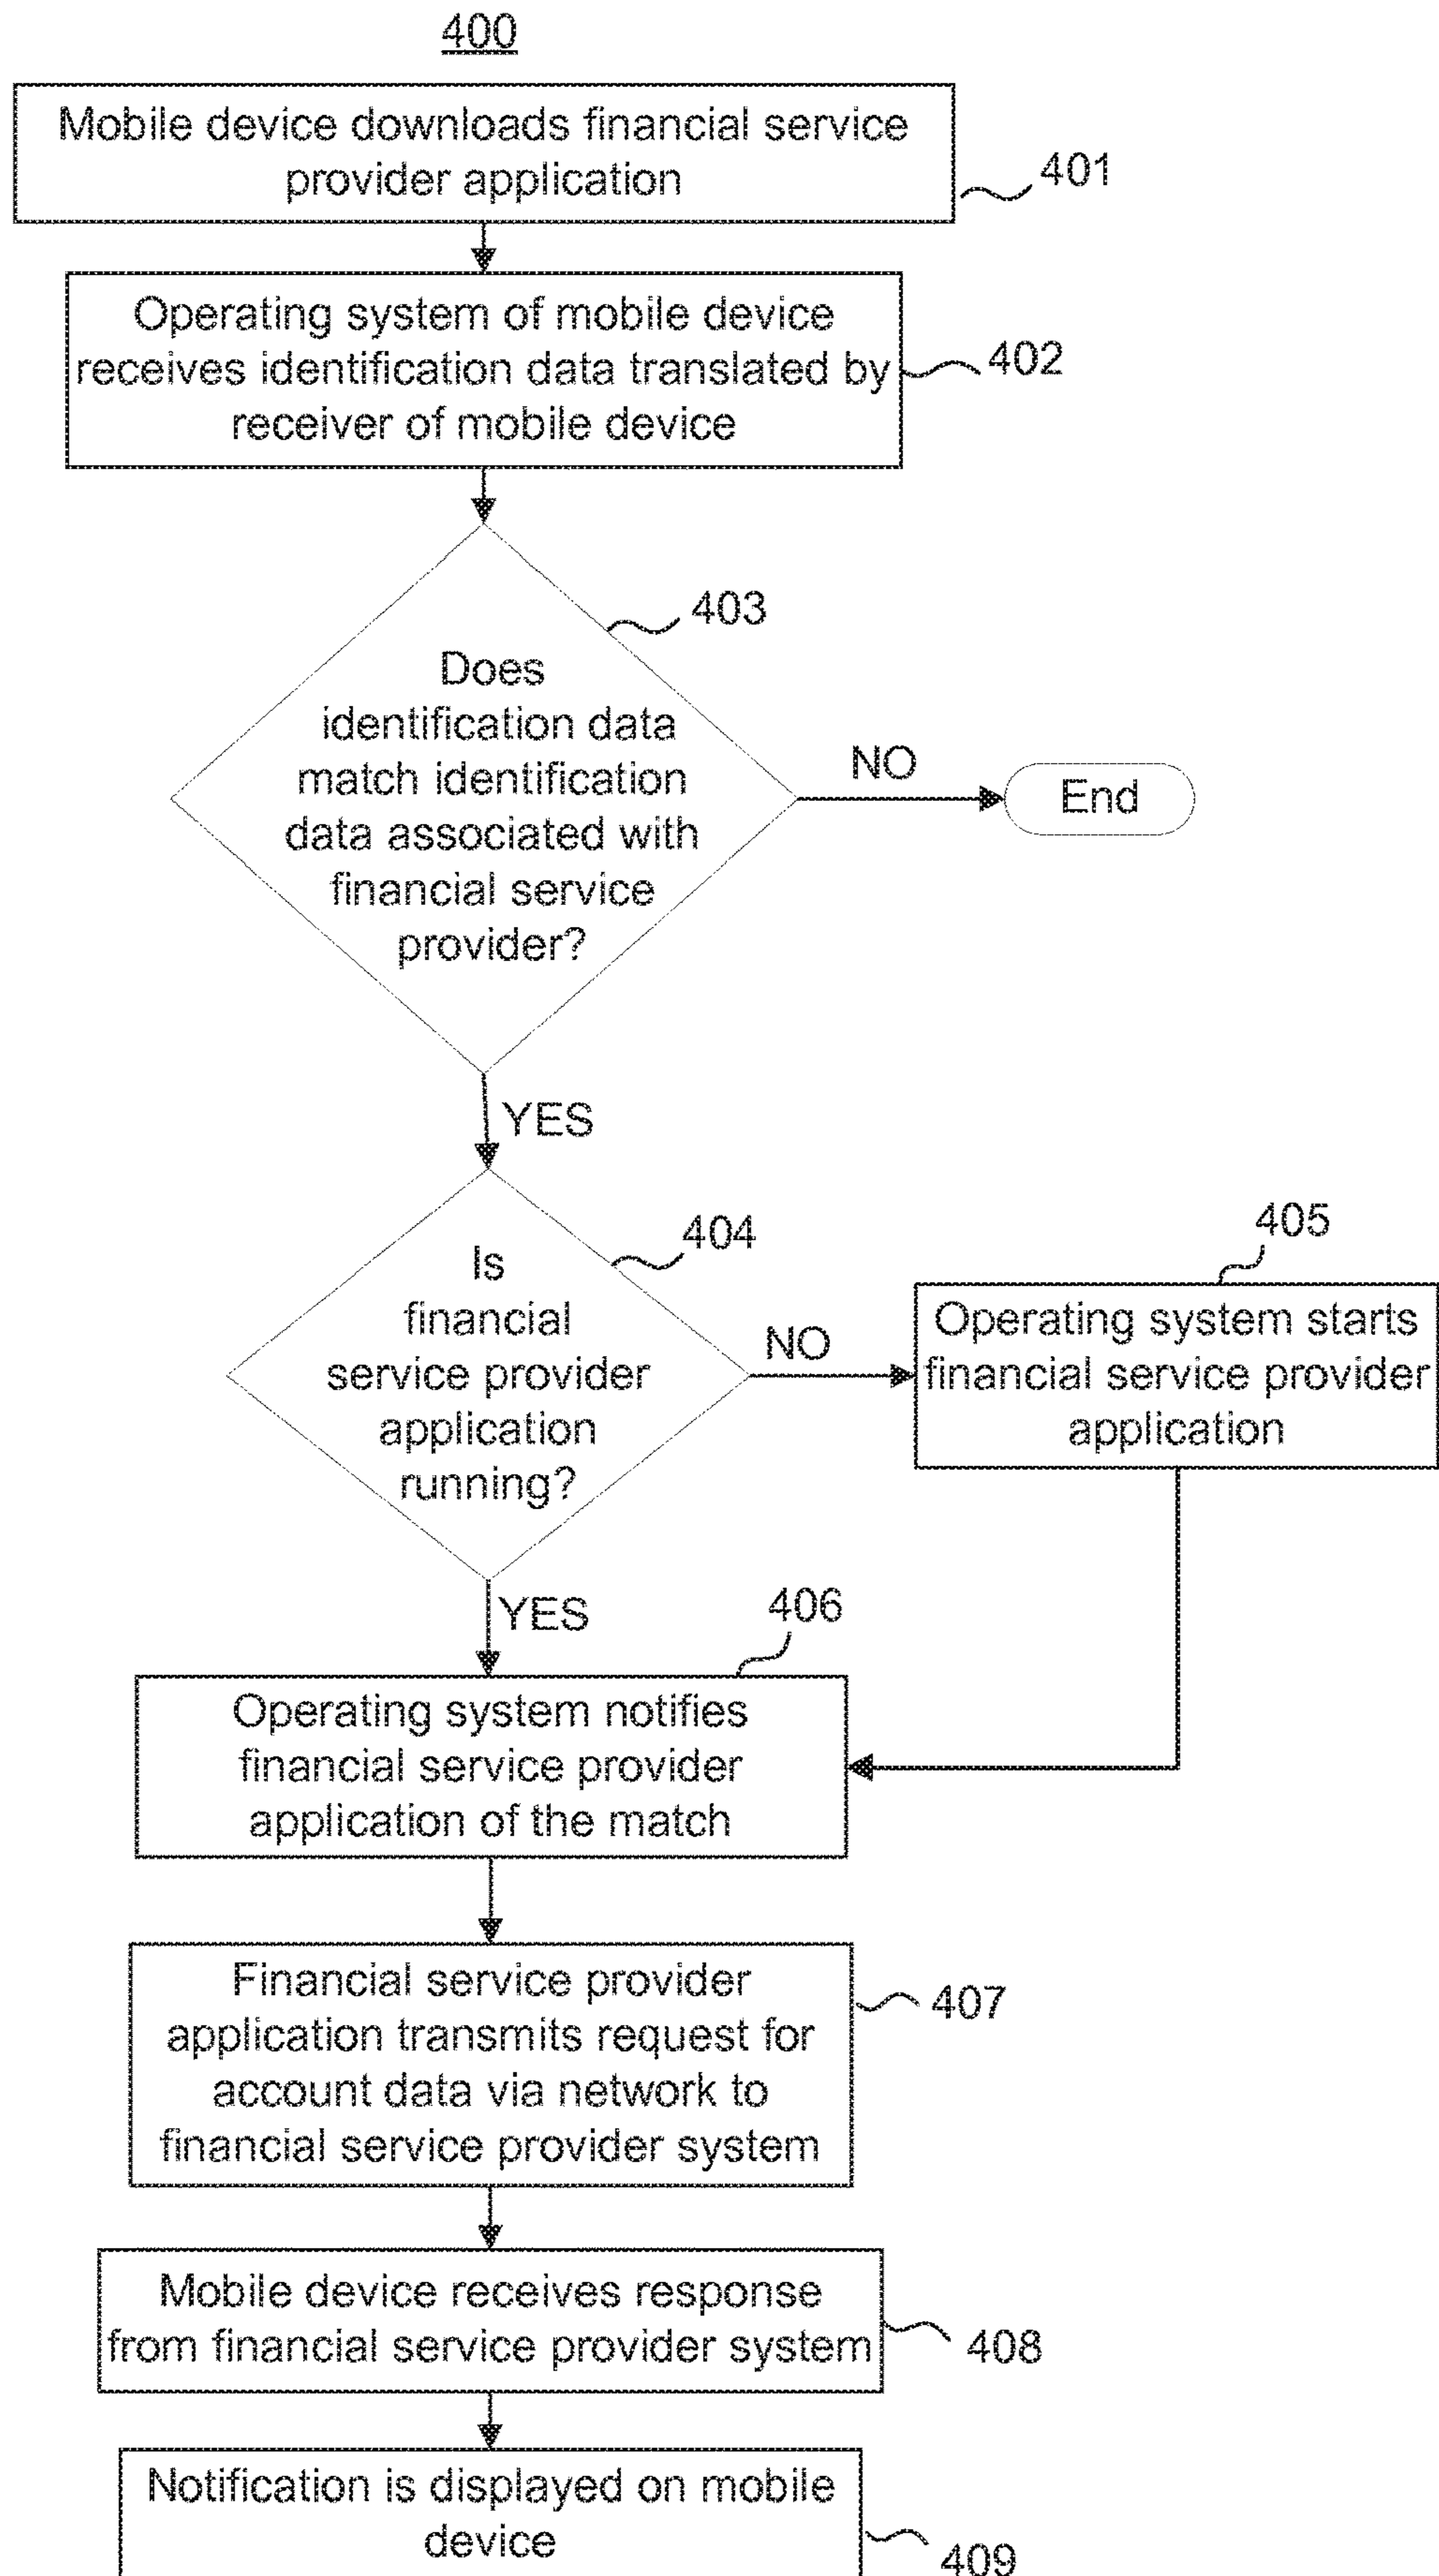 400
Mobile device downloads financial service
provider application
401
Operating system of mobile device
receives identification data translated by
receiver of mobile device
402
403
Does
identification data
match identification
data associated with
financial service
provider?
NO
End
YES
404
Is
financial
service provider
application
running?
NO
405
Operating system starts
financial service provider
application
YES
406
Operating system notifies
financial service provider
application of the match
Financial service provider
application transmits request for
account data via network to
financial service provider system
407
Mobile device receives response
from financial service provider system
408
Notification is displayed on mobile
device
409